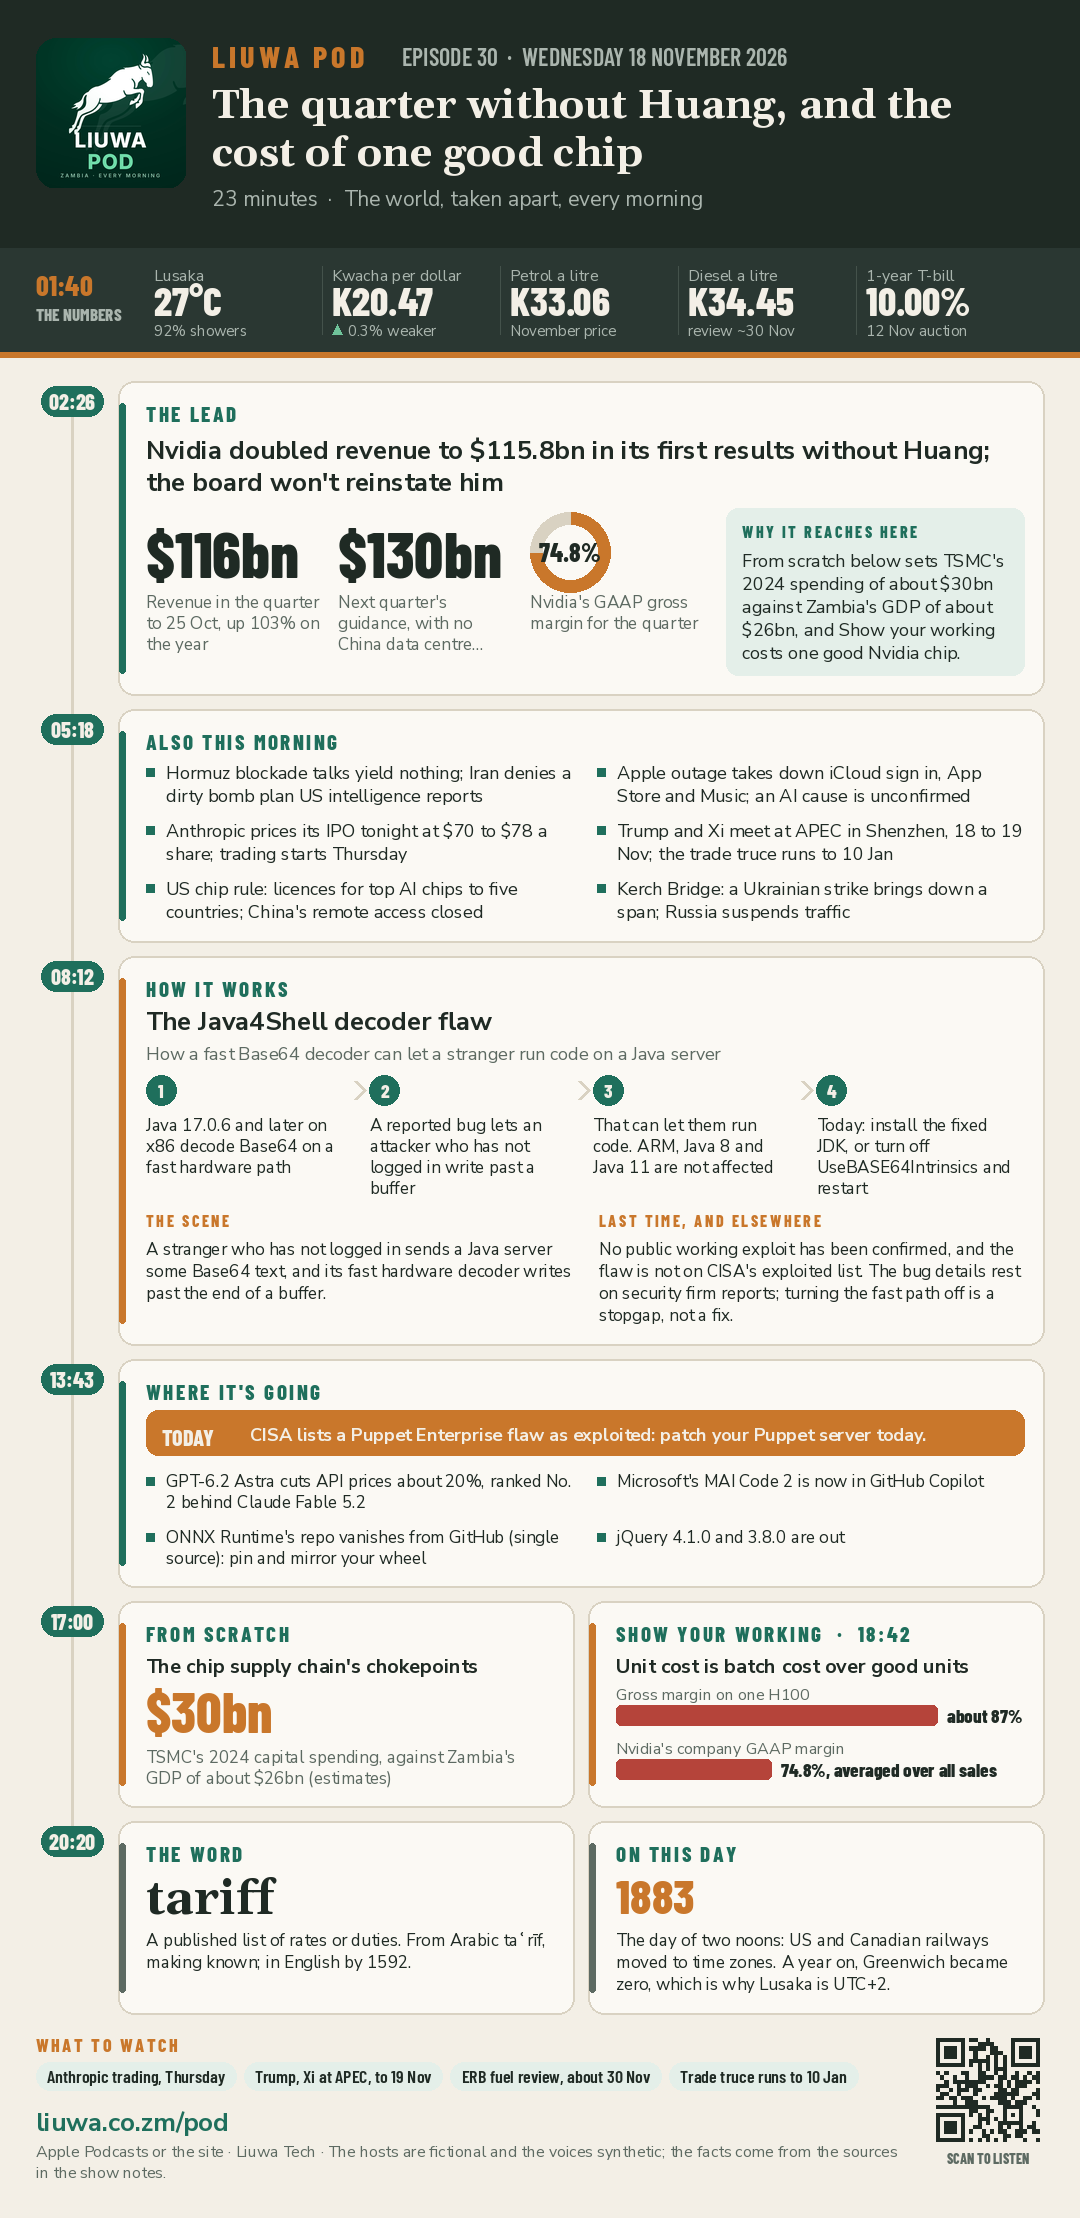 LIUWA
POD
ZAMBIA · EVERY MORNING
LIUWA POD EPISODE 30 · WEDNESDAY 18 NOVEMBER 2026
The quarter without Huang, and the
cost of one good chip
23 minutes · The world, taken apart, every morning
01:40
THE NUMBERS
Lusaka
27°C
92% showers
Kwacha per dollar
K20.47
▲ 0.3% weaker
Petrol a litre
K33.06
November price
Diesel a litre
K34.45
review ~30 Nov
1-year T-bill
10.00%
12 Nov auction
02:26
THE LEAD
Nvidia doubled revenue to $115.8bn in its first results without Huang;
the board won't reinstate him
$116bn
Revenue in the quarter
to 25 Oct, up 103% on
the year
$130bn
Next quarter's
guidance, with no
China data centre...
74.8%
Nvidia's GAAP gross
margin for the quarter
WHY IT REACHES HERE
From scratch below sets TSMC's
2024 spending of about $30bn
against Zambia's GDP of about
$26bn, and Show your working
costs one good Nvidia chip.
05:18
ALSO THIS MORNING
Hormuz blockade talks yield nothing; Iran denies a
dirty bomb plan US intelligence reports
Anthropic prices its IPO tonight at $70 to $78 a
share; trading starts Thursday
US chip rule: licences for top AI chips to five
countries; China's remote access closed
Apple outage takes down iCloud sign in, App
Store and Music; an AI cause is unconfirmed
Trump and Xi meet at APEC in Shenzhen, 18 to 19
Nov; the trade truce runs to 10 Jan
Kerch Bridge: a Ukrainian strike brings down a
span; Russia suspends traffic
08:12
HOW IT WORKS
The Java4Shell decoder flaw
How a fast Base64 decoder can let a stranger run code on a Java server
1
Java 17.0.6 and later on
x86 decode Base64 on a
fast hardware path
2
A reported bug lets an
attacker who has not
logged in write past a
buffer
3
That can let them run
code. ARM, Java 8 and
Java 11 are not affected
4
Today: install the fixed
JDK, or turn off
UseBASE64Intrinsics and
restart
THE SCENE
A stranger who has not logged in sends a Java server
some Base64 text, and its fast hardware decoder writes
past the end of a buffer.
LAST TIME, AND ELSEWHERE
No public working exploit has been confirmed, and the
flaw is not on CISA's exploited list. The bug details rest
on security firm reports; turning the fast path off is a
stopgap, not a fix.
13:43
WHERE IT'S GOING
TODAY CISA lists a Puppet Enterprise flaw as exploited: patch your Puppet server today.
GPT-6.2 Astra cuts API prices about 20%, ranked No.
2 behind Claude Fable 5.2
ONNX Runtime's repo vanishes from GitHub (single
source): pin and mirror your wheel
Microsoft's MAI Code 2 is now in GitHub Copilot
jQuery 4.1.0 and 3.8.0 are out
17:00
FROM SCRATCH
The chip supply chain's chokepoints
$30bn
TSMC's 2024 capital spending, against Zambia's
GDP of about $26bn (estimates)
SHOW YOUR WORKING · 18:42
Unit cost is batch cost over good units
Gross margin on one H100
about 87%
Nvidia's company GAAP margin
74.8%, averaged over all sales
20:20
THE WORD
tariff
A published list of rates or duties. From Arabic taʿrīf,
making known; in English by 1592.
ON THIS DAY
1883
The day of two noons: US and Canadian railways
moved to time zones. A year on, Greenwich became
zero, which is why Lusaka is UTC+2.
WHAT TO WATCH
Anthropic trading, Thursday
Trump, Xi at APEC, to 19 Nov
ERB fuel review, about 30 Nov
Trade truce runs to 10 Jan
liuwa.co.zm/pod
Apple Podcasts or the site · Liuwa Tech · The hosts are fictional and the voices synthetic; the facts come from the sources
in the show notes.
SCAN TO LISTEN